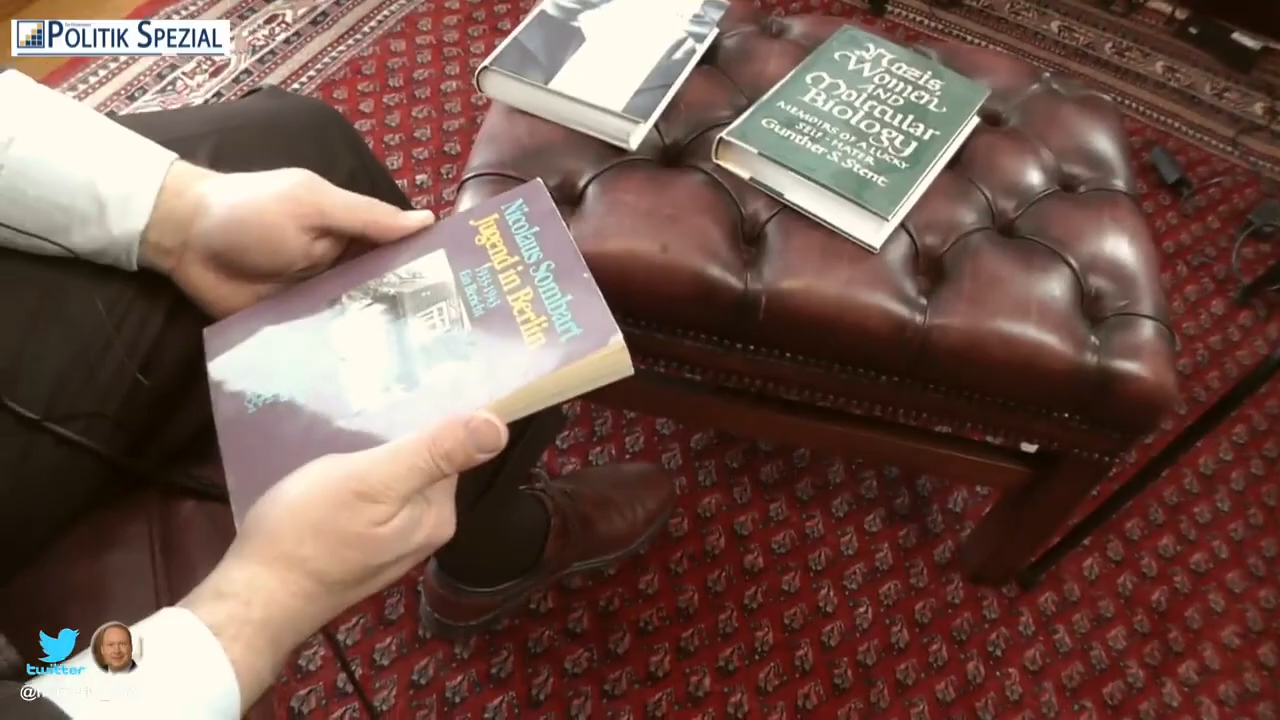 POLITIK SPEZIAL
Nazis
Women
AND
Molcular
Biology
MEMOIRS OF A LUCKY
SELF-HATER
Gunther S. Stent
Nicolaus Sombart
Jugend in Berlin
1933-1943
Ein Bericht
twitter